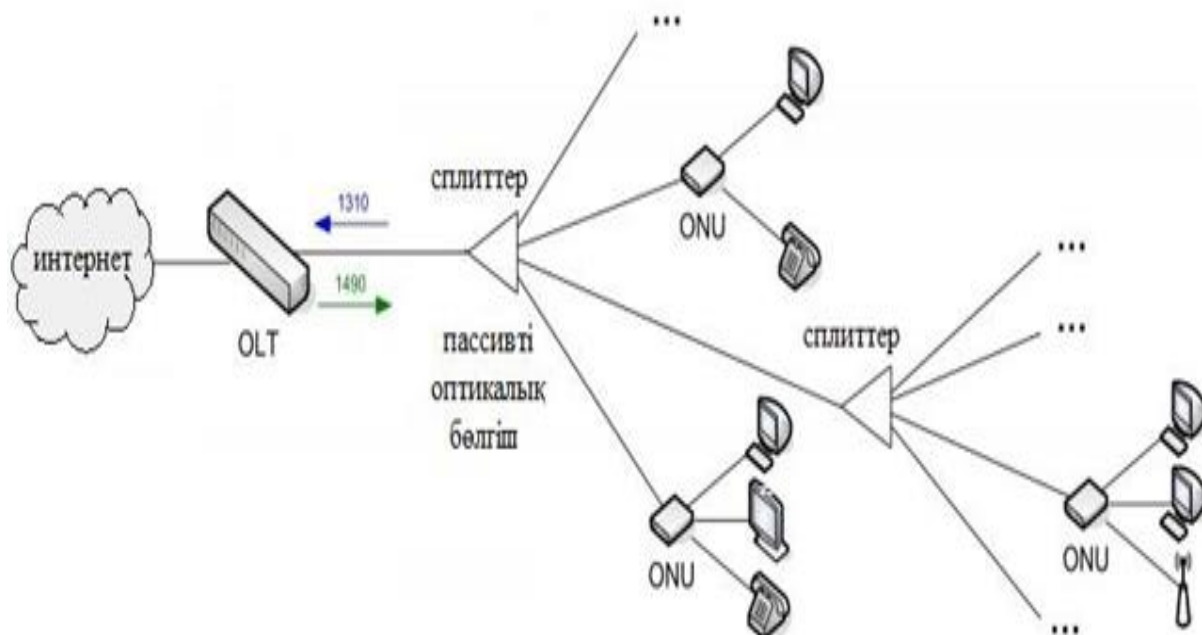 ...
сплиттер
1310
ONU
...
интернет
1490
OLT
...
пассивті
оптикалық
бөлгіш
сплиттер
ONU
ONU
...